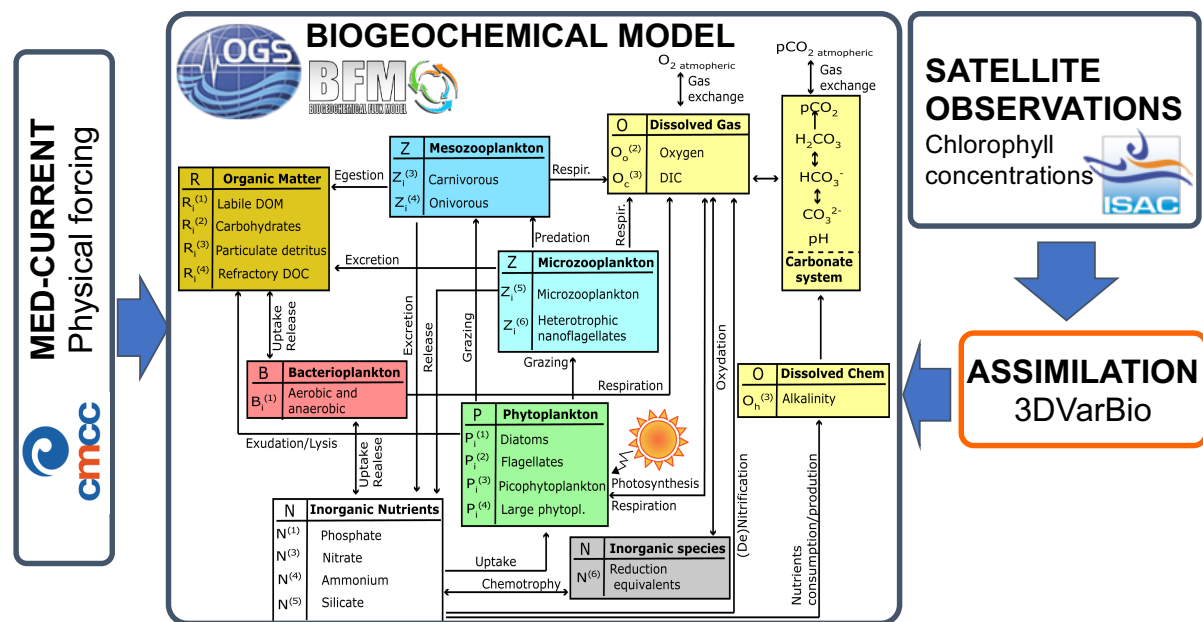 MED-CURRENT
Physical forcing
cmcc
OGS
BIOGEOCHEMICAL MODEL
BFM
BIOGEOCHEMICAL FLUX MODEL
O₂ atmopheric
Gas
exchange
pCO₂ atmopheric
Gas
exchange
R Organic Matter
Rᵢ⁽¹⁾ Labile DOM
Rᵢ⁽²⁾ Carbohydrates
Rᵢ⁽³⁾ Particulate detritus
Rᵢ⁽⁴⁾ Refractory DOC
Egestion
Z Mesozooplankton
Zᵢ⁽³⁾ Carnivorous
Zᵢ⁽⁴⁾ Onivorous
Respir.
O Dissolved Gas
Oₒ⁽²⁾ Oxygen
O꜀⁽³⁾ DIC
pCO₂
H₂CO₃
HCO₃⁻
CO₃²⁻
pH
Carbonate
system
Predation
Respir.
Excretion
Z Microzooplankton
Zᵢ⁽⁵⁾ Microzooplankton
Zᵢ⁽⁶⁾ Heterotrophic
nanoflagellates
Uptake
Release
Excretion
Release
Grazing
Grazing
Oxydation
B Bacterioplankton
Bᵢ⁽¹⁾ Aerobic and
anaerobic
Respiration
O Dissolved Chem
Oₕ⁽³⁾ Alkalinity
Exudation/Lysis
P Phytoplankton
Pᵢ⁽¹⁾ Diatoms
Pᵢ⁽²⁾ Flagellates
Pᵢ⁽³⁾ Picophytoplankton
Pᵢ⁽⁴⁾ Large phytopl.
Photosynthesis
Respiration
Uptake
Realese
(De)Nitrification
Nutrients
consumption/prodution
N Inorganic Nutrients
N⁽¹⁾ Phosphate
N⁽³⁾ Nitrate
N⁽⁴⁾ Ammonium
N⁽⁵⁾ Silicate
Uptake
Chemotrophy
N Inorganic species
N⁽⁶⁾ Reduction
equivalents
SATELLITE
OBSERVATIONS
Chlorophyll
concentrations
ISAC
ASSIMILATION
3DVarBio